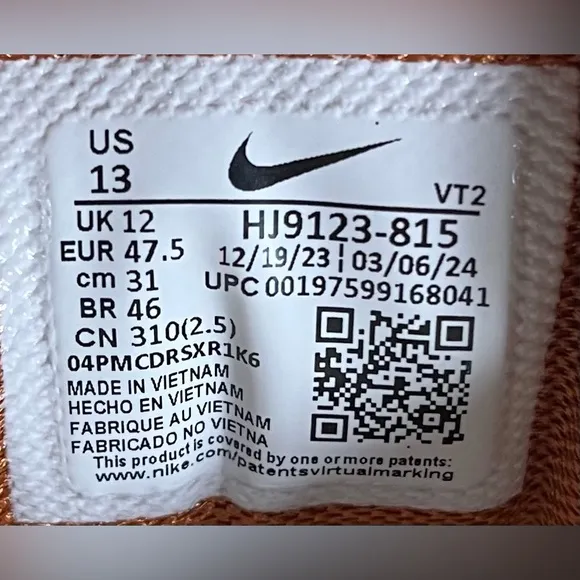 US
13
VT2
UK 12
HJ9123-815
EUR 47.5
12/19/23 | 03/06/24
cm 31
UPC 00197599168041
BR 46
CN 310(2.5)
04PMCDRSXR1K6
MADE IN VIETNAM
HECHO EN VIETNAM
FABRIQUE AU VIETNAM
FABRICADO NO VIETNA
This product is covered by one or more patents:
www.nike.com/patentsvirtualmarking